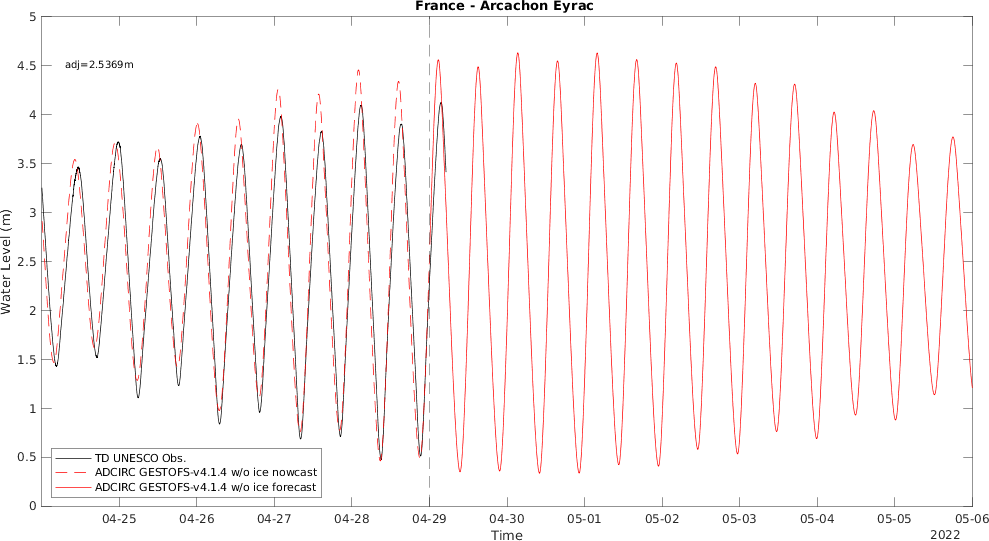 France - Arcachon Eyrac
5
4.5
4
3.5
3
2.5
2
1.5
1
0.5
0
Water Level (m)
adj=2.5369m
TD UNESCO Obs.
ADCIRC GESTOFS-v4.1.4 w/o ice nowcast
ADCIRC GESTOFS-v4.1.4 w/o ice forecast
04-25 04-26 04-27 04-28 04-29 04-30 05-01 05-02 05-03 05-04 05-05 05-06
Time
2022